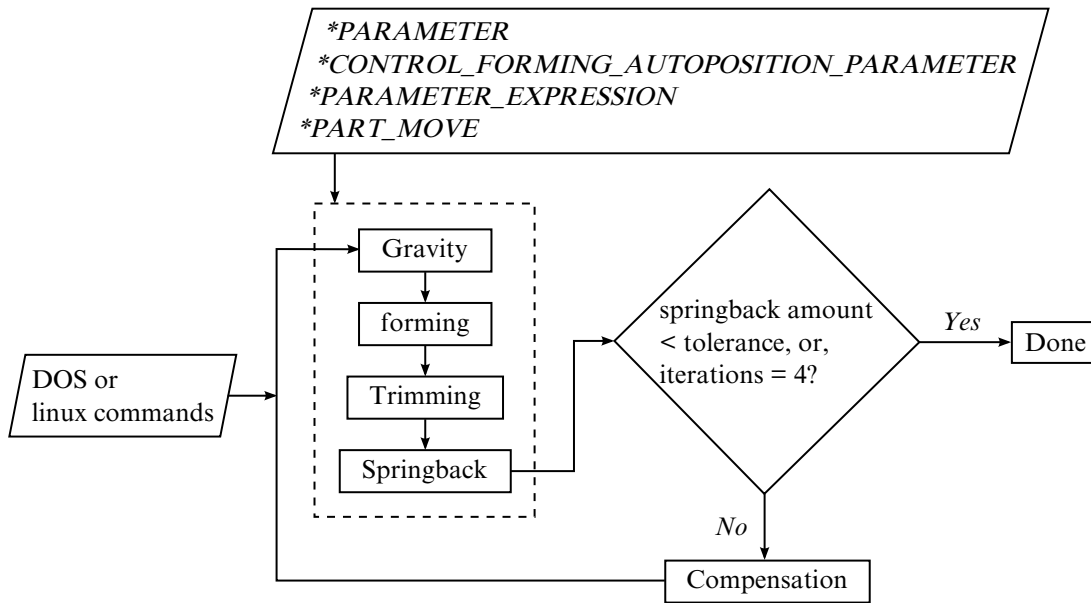 *PARAMETER
*CONTROL_FORMING_AUTOPOSITION_PARAMETER
*PARAMETER_EXPRESSION
*PART_MOVE
Gravity
forming
Trimming
Springback
DOS or
linux commands
springback amount
< tolerance, or,
iterations = 4?
Yes
Done
No
Compensation